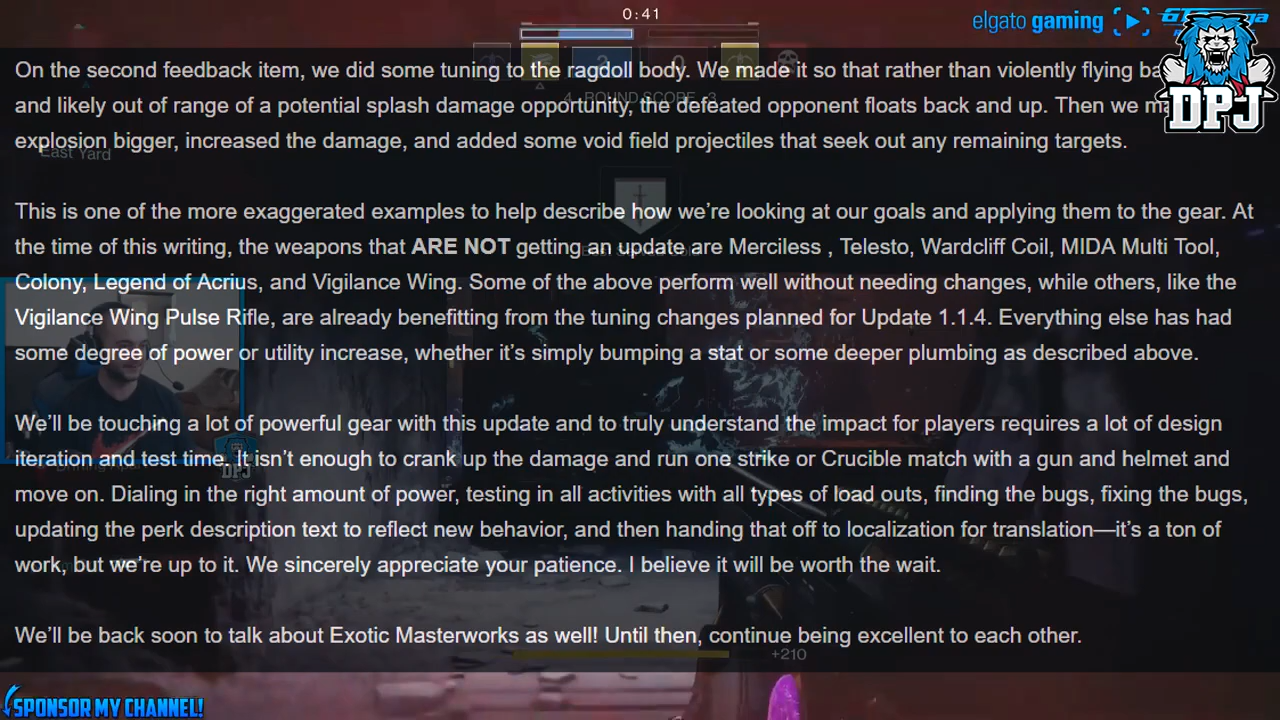 0:41
elgato gaming
On the second feedback item, we did some tuning to the ragdoll body. We made it so that rather than violently flying
and likely out of range of a potential splash damage opportunity, the defeated opponent floats back and up. Then we
4 - ROUND SCORE - 3
DPJ
explosion bigger, increased the damage, and added some void field projectiles that seek out any remaining targets.
East Yard
This is one of the more exaggerated examples to help describe how we're looking at our goals and applying them to the gear. At
the time of this writing, the weapons that ARE NOT getting an update are Merciless , Telesto, Wardcliff Coil, MIDA Multi Tool,
Colony, Legend of Acrius, and Vigilance Wing. Some of the above perform well without needing changes, while others, like the
Vigilance Wing Pulse Rifle, are already benefitting from the tuning changes planned for Update 1.1.4. Everything else has had
some degree of power or utility increase, whether it's simply bumping a stat or some deeper plumbing as described above.
We'll be touching a lot of powerful gear with this update and to truly understand the impact for players requires a lot of design
iteration and test time. It isn't enough to crank up the damage and run one strike or Crucible match with a gun and helmet and
DPJ
move on. Dialing in the right amount of power, testing in all activities with all types of load outs, finding the bugs, fixing the bugs,
updating the perk description text to reflect new behavior, and then handing that off to localization for translation—it's a ton of
work, but we're up to it. We sincerely appreciate your patience. I believe it will be worth the wait.
We'll be back soon to talk about Exotic Masterworks as well! Until then, continue being excellent to each other.
+210
SPONSOR MY CHANNEL!